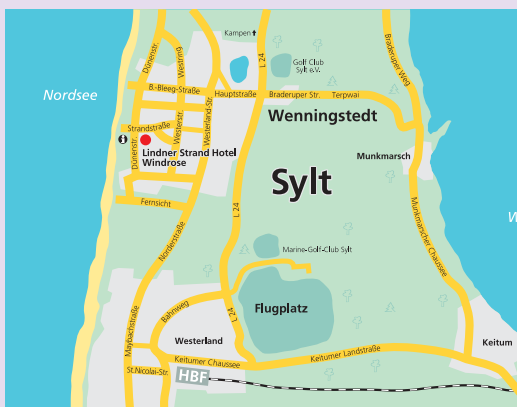 Kampen
Dünenstr.
Westring
L 24
Golf Club
Sylt e.V.
Braderuper Weg
Nordsee
B.-Bleeg-Straße
Hauptstraße
Braderuper Str.
Terpwai
Westerland-Str.
Wenningstedt
Strandstraße
Westerstr.
Dünenstr.
Lindner Strand Hotel
Windrose
Munkmarsch
Sylt
Fernsicht
L 24
Munkmarscher Chaussee
W
Norderstraße
Marine-Golf-Club Sylt
Bahnweg
L 24
Flugplatz
Maybachstraße
Westerland
Keitum
Keitumer Chaussee
Keitumer Landstraße
St.Nicolai-Str.
HBF